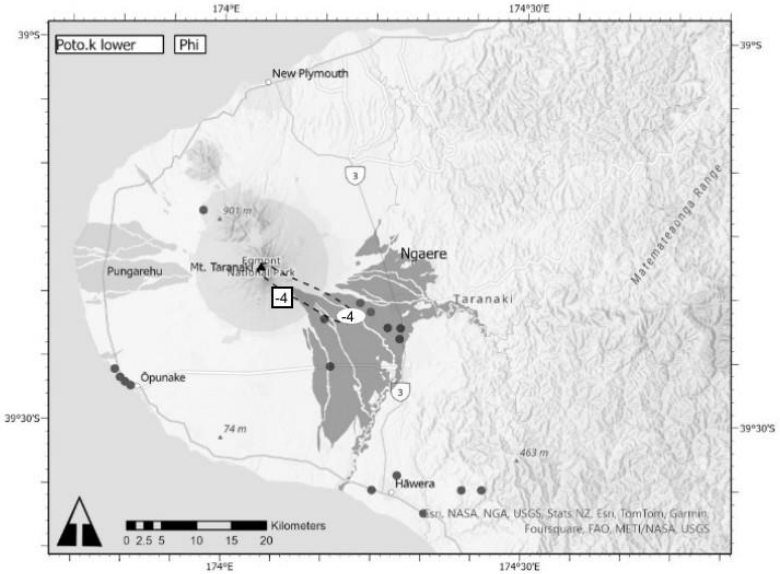 174°E
174°30'E
39°S
39°S
Poto.k lower
Phi
New Plymouth
3
901 m
Matemateaonga Range
Ngaere
Pungarehu
Mt. Taranaki
Egmont
National Park
-4
-4
Taranaki
Ōpunake
3
39°30'S
39°30'S
74 m
463 m
Hāwera
Esri, NASA, NGA, USGS, Stats NZ, Esri, TomTom, Garmin,
Foursquare, FAO, METI/NASA, USGS
Kilometers
0 2.5 5 10 15 20
174°E
174°30'E